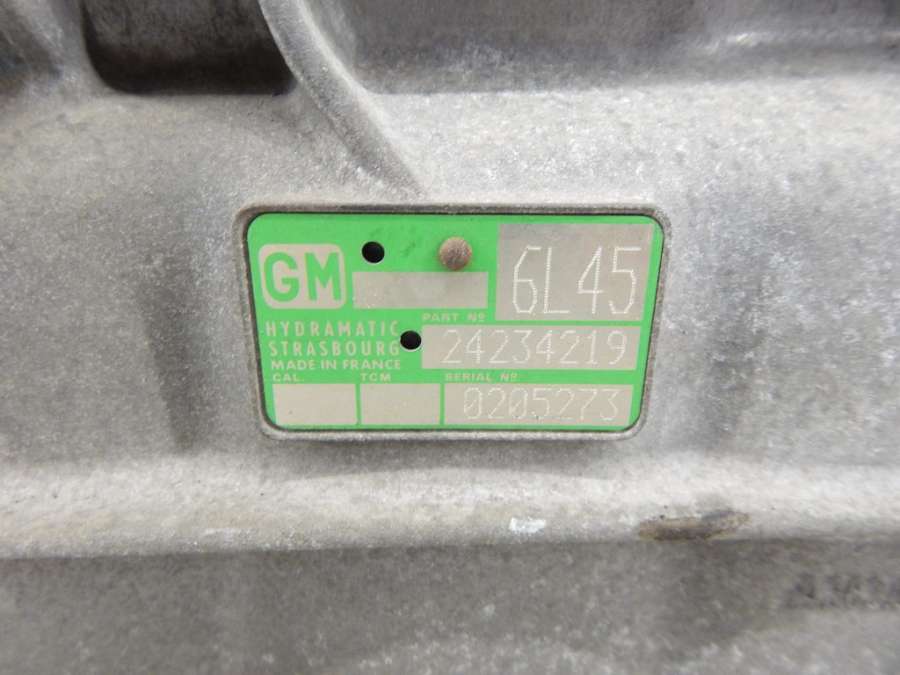 GM
6L45
PART Nº
HYDRAMATIC
STRASBOURG
24234219
MADE IN FRANCE
CAL.
TCM
SERIAL Nº
0205273